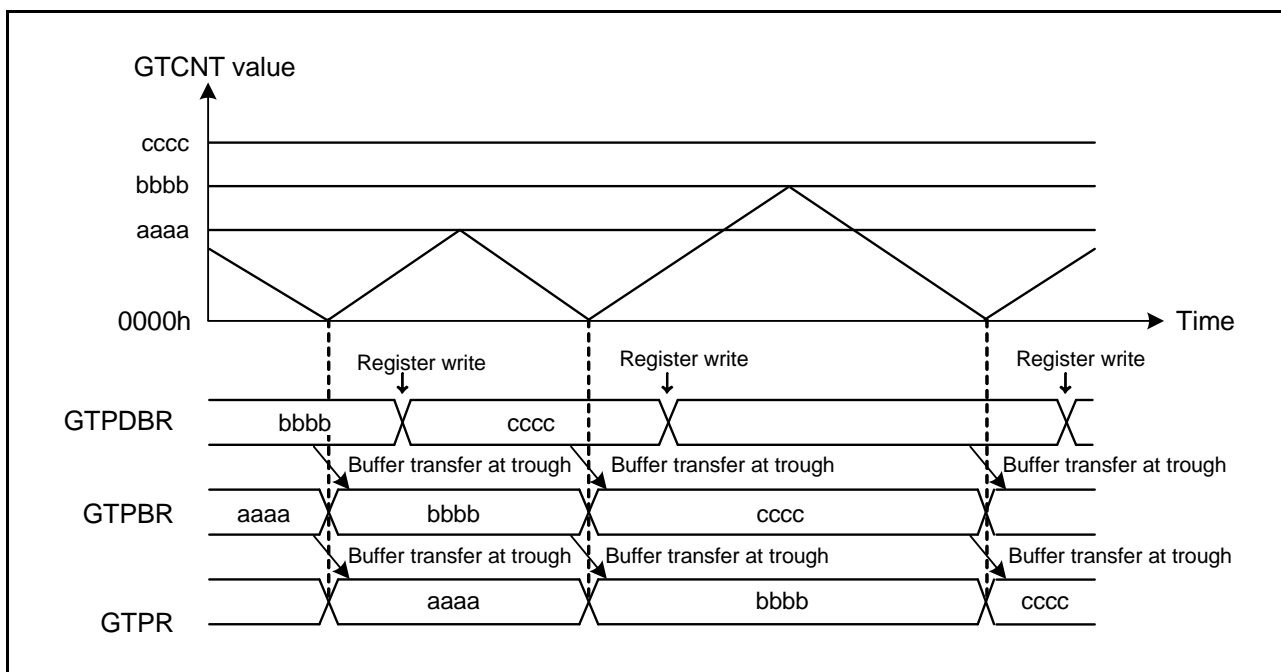 GTCNT value
cccc
bbbb
aaaa
0000h
Time
Register write
Register write
Register write
GTPDBR
bbbb
cccc
Buffer transfer at trough
Buffer transfer at trough
Buffer transfer at trough
GTPBR
aaaa
bbbb
cccc
Buffer transfer at trough
Buffer transfer at trough
Buffer transfer at trough
GTPR
aaaa
bbbb
cccc